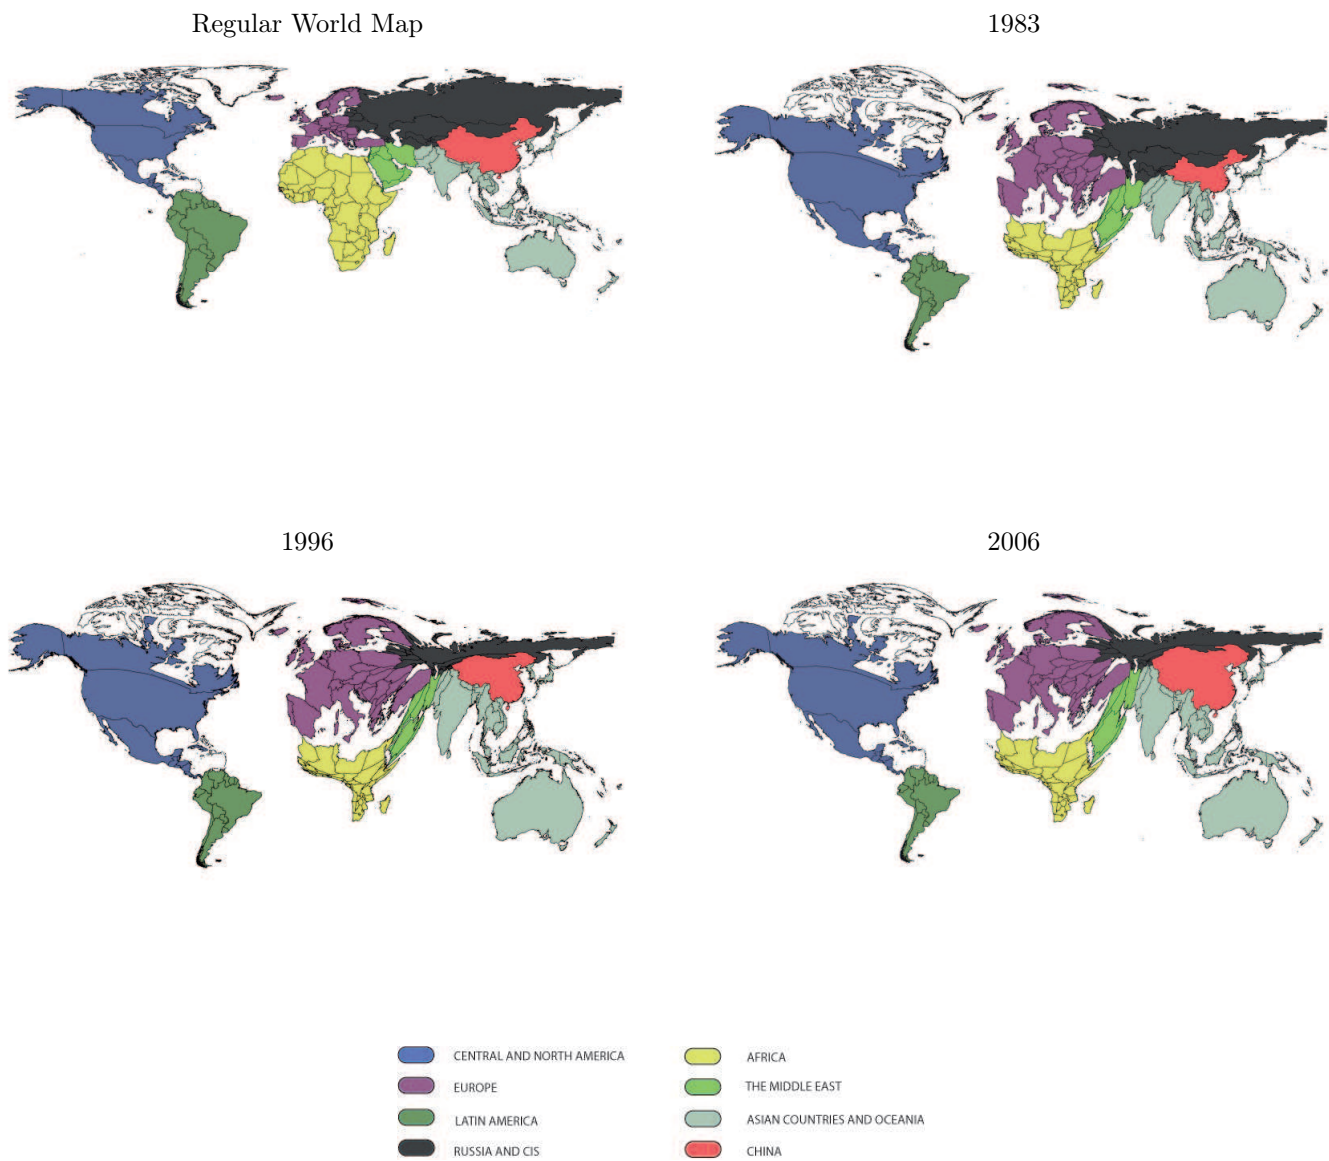 Regular World Map
1983
1996
2006
CENTRAL AND NORTH AMERICA
EUROPE
LATIN AMERICA
RUSSIA AND CIS
AFRICA
THE MIDDLE EAST
ASIAN COUNTRIES AND OCEANIA
CHINA